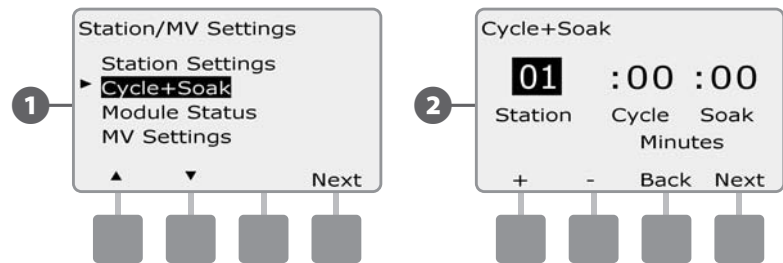 1
Station/MV Settings
Station Settings
► Cycle+Soak
Module Status
MV Settings
▲ ▼ Next
2
Cycle+Soak
01 :00 :00
Station Cycle Soak
Minutes
+ - Back Next